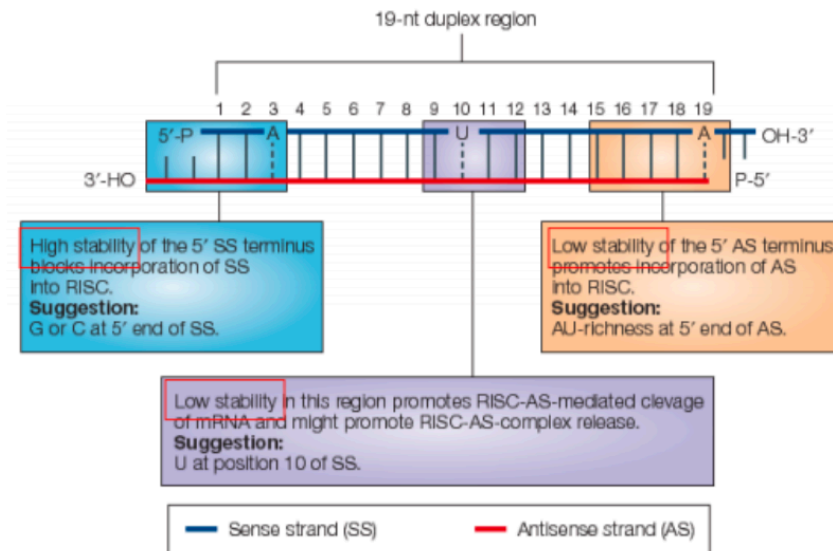 19-nt duplex region
1 2 3 4 5 6 7 8 9 10 11 12 13 14 15 16 17 18 19
5′-P A U A OH-3′
3′-HO P-5′
High stability of the 5′ SS terminus
blocks incorporation of SS
into RISC.
Suggestion:
G or C at 5′ end of SS.
Low stability of the 5′ AS terminus
promotes incorporation of AS
into RISC.
Suggestion:
AU-richness at 5′ end of AS.
Low stability in this region promotes RISC-AS-mediated clevage
of mRNA and might promote RISC-AS-complex release.
Suggestion:
U at position 10 of SS.
Sense strand (SS) Antisense strand (AS)